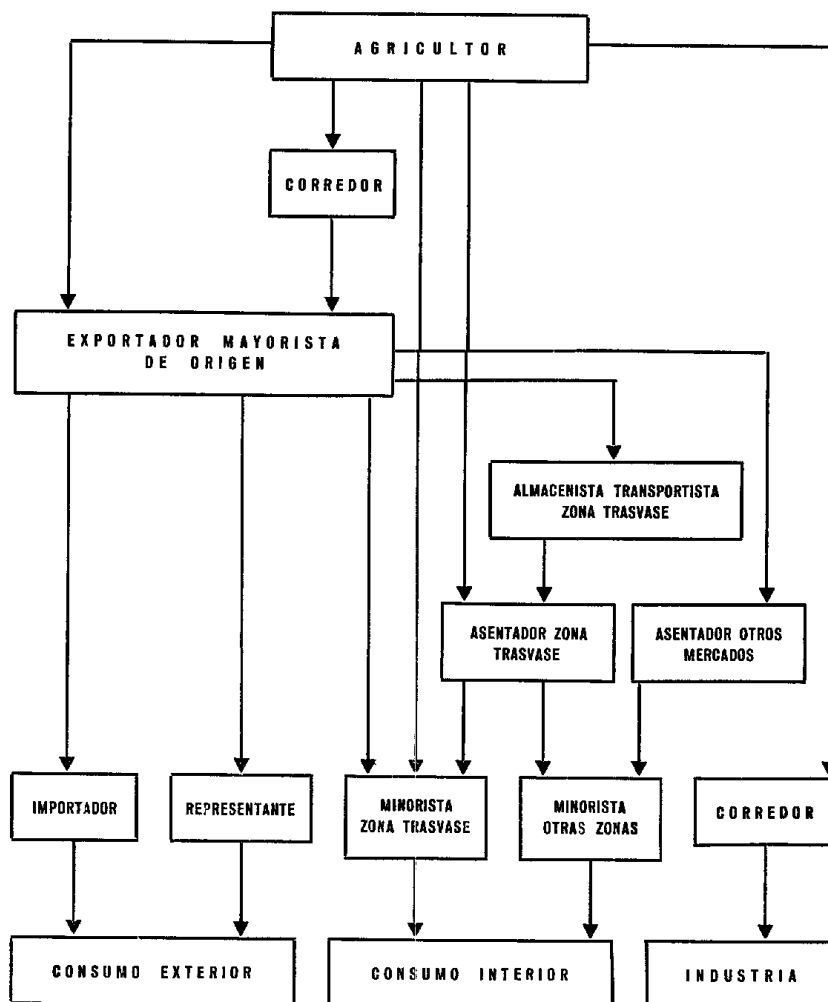 AGRICULTOR
CORREDOR
EXPORTADOR MAYORISTA
DE ORIGEN
ALMACENISTA TRANSPORTISTA
ZONA TRASVASE
ASENTADOR ZONA
TRASVASE
ASENTADOR OTROS
MERCADOS
IMPORTADOR
REPRESENTANTE
MINORISTA
ZONA TRASVASE
MINORISTA
OTRAS ZONAS
CORREDOR
CONSUMO EXTERIOR
CONSUMO INTERIOR
INDUSTRIA